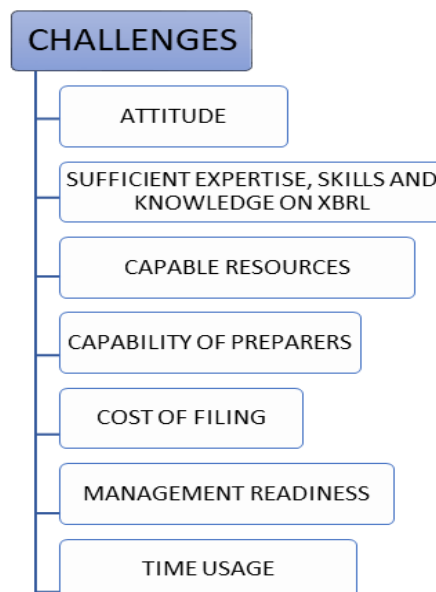 CHALLENGES
ATTITUDE
SUFFICIENT EXPERTISE, SKILLS AND
KNOWLEDGE ON XBRL
CAPABLE RESOURCES
CAPABILITY OF PREPARERS
COST OF FILING
MANAGEMENT READINESS
TIME USAGE